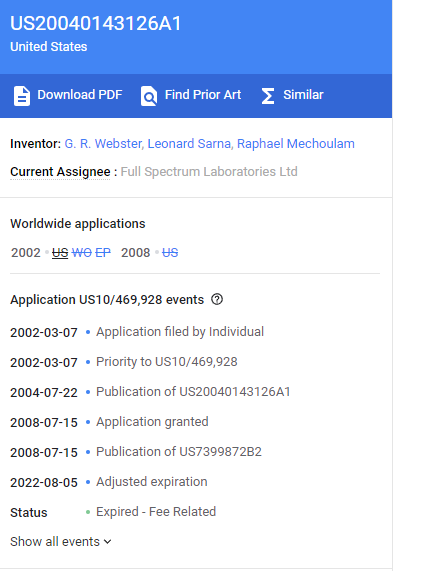 US20040143126A1
United States
Download PDF Find Prior Art Similar
Inventor: G. R. Webster, Leonard Sarna, Raphael Mechoulam
Current Assignee : Full Spectrum Laboratories Ltd
Worldwide applications
2002 • US WO EP 2008 • US
Application US10/469,928 events
2002-03-07 • Application filed by Individual
2002-03-07 • Priority to US10/469,928
2004-07-22 • Publication of US20040143126A1
2008-07-15 • Application granted
2008-07-15 • Publication of US7399872B2
2022-08-05 • Adjusted expiration
Status • Expired - Fee Related
Show all events